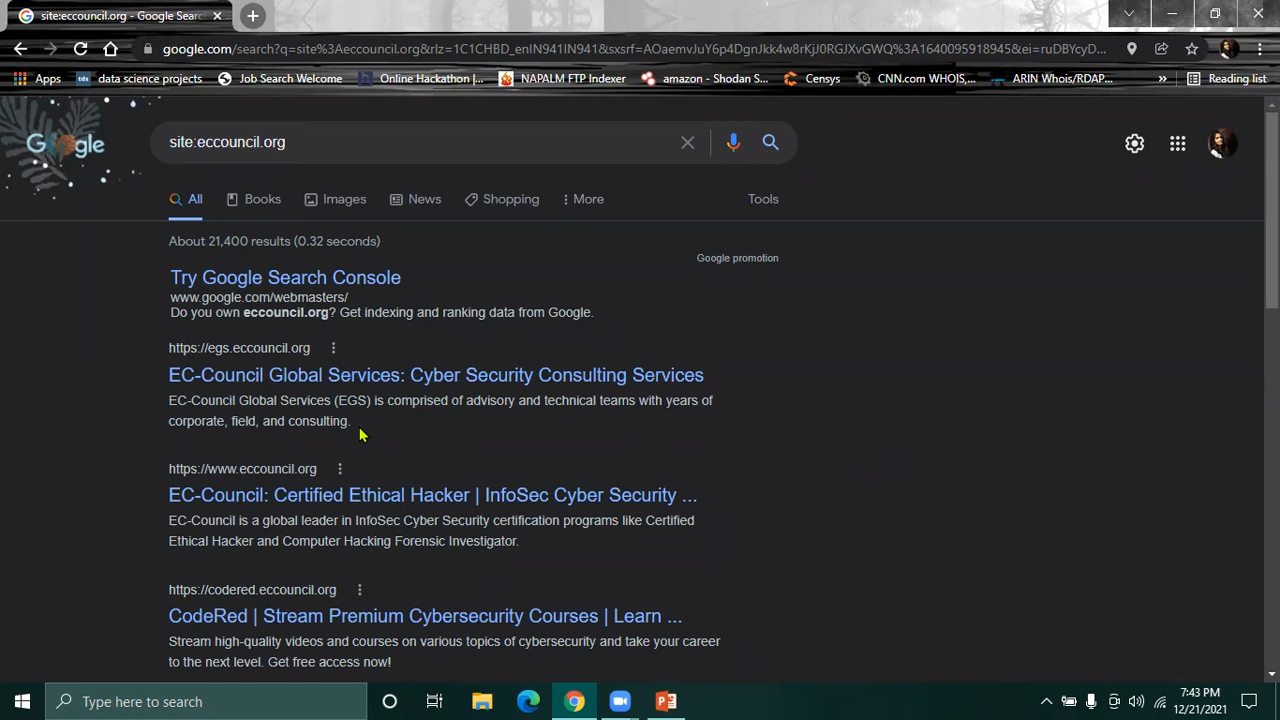 site:eccouncil.org - Google Sear
google.com/search?q=site%3Aeccouncil.org&rlz=1C1CHBD_enIN941IN941&sxsrf=AOaemvJuY6p4DgnJkk4w8rKjJ0RGJXvGWQ%3A1640095918945&ei=ruDBYcyD...
Apps tds data science projects Job Search Welcome h Online Hackathon |... NAPALM FTP Indexer amazon - Shodan S... Censys CNN.com WHOIS,... ARIN Whois/RDAP... » Reading list
Google
site:eccouncil.org
All Books Images News Shopping More Tools
About 21,400 results (0.32 seconds)
Google promotion
Try Google Search Console
www.google.com/webmasters/
Do you own eccouncil.org? Get indexing and ranking data from Google.
https://egs.eccouncil.org
EC-Council Global Services: Cyber Security Consulting Services
EC-Council Global Services (EGS) is comprised of advisory and technical teams with years of
corporate, field, and consulting.
https://www.eccouncil.org
EC-Council: Certified Ethical Hacker | InfoSec Cyber Security ...
EC-Council is a global leader in InfoSec Cyber Security certification programs like Certified
Ethical Hacker and Computer Hacking Forensic Investigator.
https://codered.eccouncil.org
CodeRed | Stream Premium Cybersecurity Courses | Learn ...
Stream high-quality videos and courses on various topics of cybersecurity and take your career
to the next level. Get free access now!
Type here to search
7:43 PM
12/21/2021